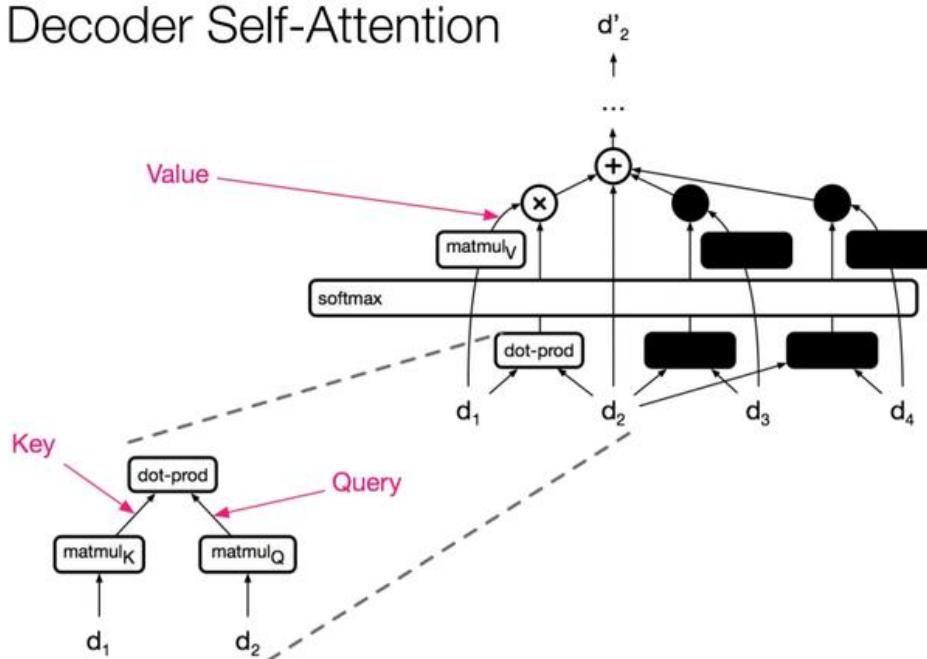 Decoder Self-Attention
d'₂
...
+
Value
×
matmulV
softmax
dot-prod
d₁
d₂
d₃
d₄
Key
dot-prod
Query
matmulK
matmulQ
d₁
d₂